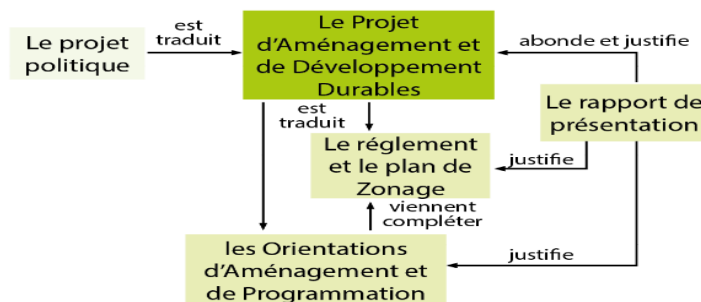 est
traduit
Le projet
politique
Le Projet
d’Aménagement et
de Développement
Durables
abonde et justifie
Le rapport de
présentation
est
traduit
Le réglement
et le plan de
Zonage
justifie
viennent
compléter
les Orientations
d’Aménagement et
de Programmation
justifie